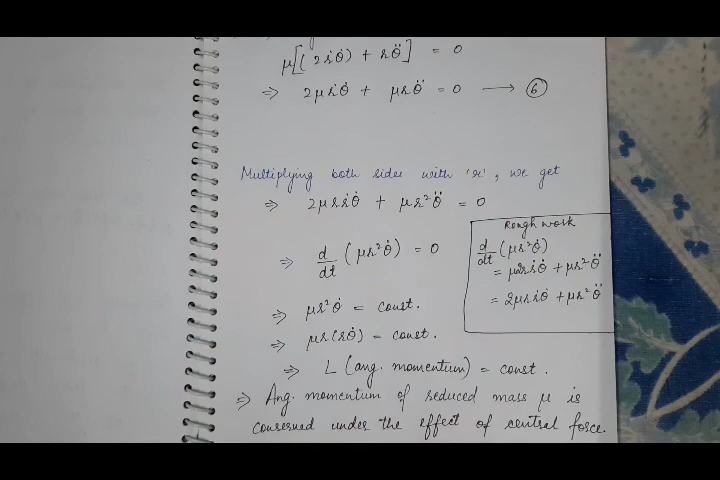 μ[(2ṙθ̇) + rθ̈] = 0
⇒ 2μṙθ̇ + μrθ̈ = 0 ⟶ 6
Multiplying both sides with 'r', we get
⇒ 2μrṙθ̇ + μr²θ̈ = 0
Rough work
d/dt (μr²θ̇)
= μ2rṙθ̇ + μr²θ̈
= 2μrṙθ̇ + μr²θ̈
⇒ d/dt (μr²θ̇) = 0
⇒ μr²θ̇ = const.
⇒ μr(rθ̇) = const.
⇒ L (ang. momentum) = const.
⇒ Ang. momentum of reduced mass μ is
conserved under the effect of central force.